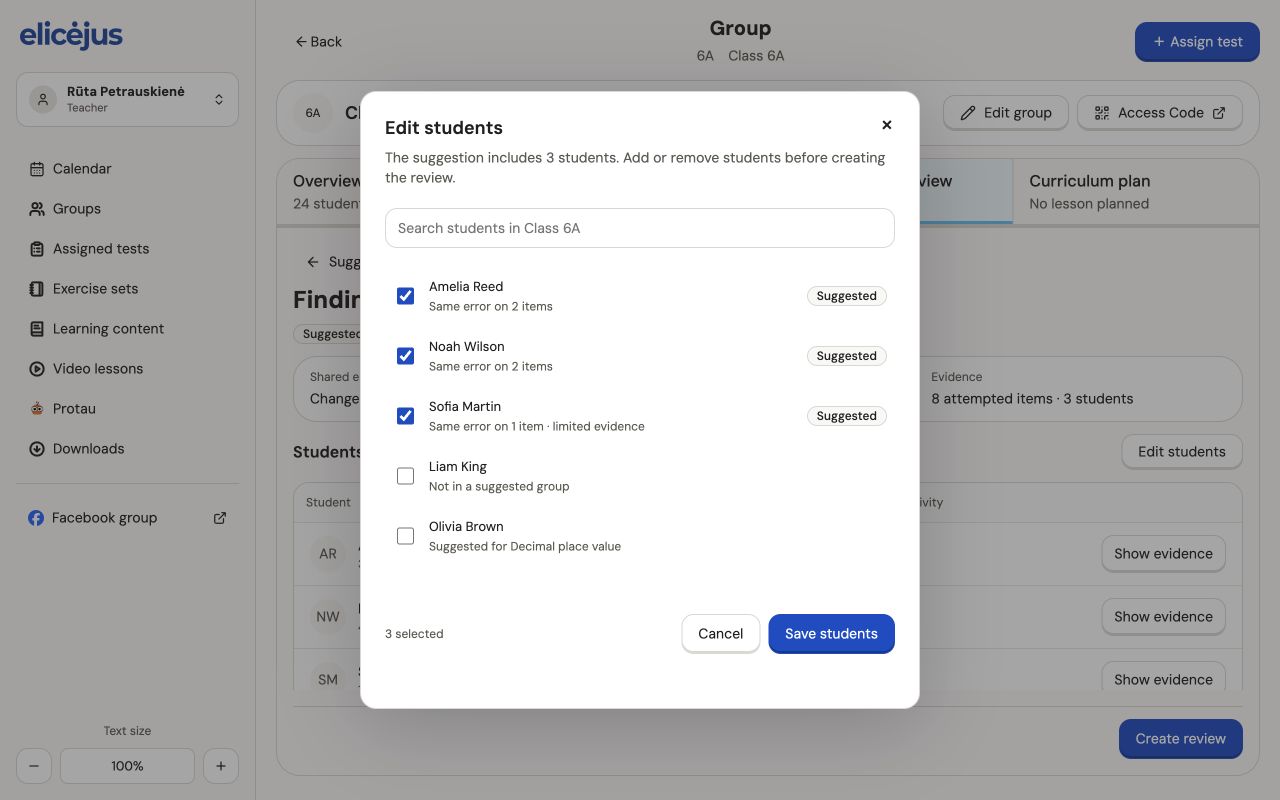 elicėjus
Rūta Petrauskienė
Teacher
Calendar
Groups
Assigned tests
Exercise sets
Learning content
Video lessons
Protau
Downloads
Facebook group
Text size
− 100% +
← Back
Group
6A Class 6A
+ Assign test
6A
Edit group
Access Code
Overview
24
Curriculum plan
No lesson planned
Suggested
Shared
Change
Evidence
8 attempted items · 3 students
Students
Edit students
Student
AR
Show evidence
NW
Show evidence
SM
Show evidence
Create review
Edit students
×
The suggestion includes 3 students. Add or remove students before creating
the review.
Search students in Class 6A
Amelia Reed
Same error on 2 items
Suggested
Noah Wilson
Same error on 2 items
Suggested
Sofia Martin
Same error on 1 item · limited evidence
Suggested
Liam King
Not in a suggested group
Olivia Brown
Suggested for Decimal place value
3 selected
Cancel
Save students